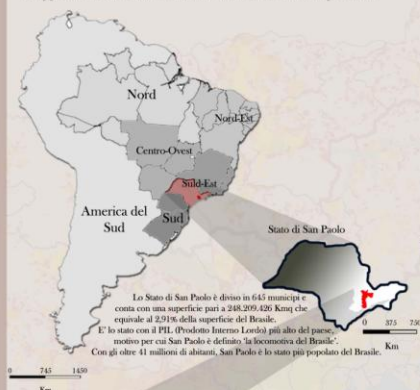 Nord
Nord-Est
Centro-Ovest
Sud-Est
America del
Sud
Sud
Stato di San Paolo
Lo Stato di San Paolo è diviso in 645 municipi e
conta con una superficie pari a 248.209.426 Kmq che
equivale al 2,91% della superficie del Brasile.
E' lo stato con il PIL (Prodotto Interno Lordo) più alto del paese,
motivo per cui San Paolo è definito 'la locomotiva del Brasile'.
Con gli oltre 41 milioni di abitanti, San Paolo è lo stato più popolato del Brasile.
0 375 750
Km
0 745 1450
Km